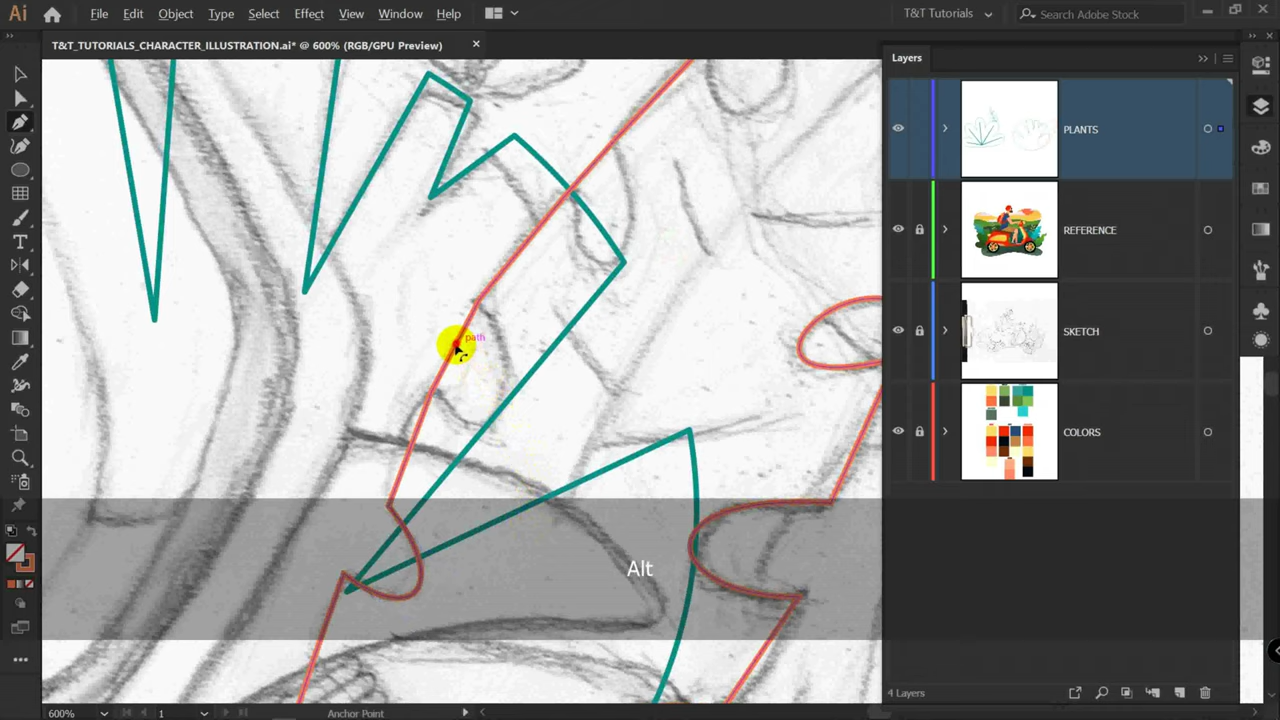 Ai File Edit Object Type Select Effect View Window Help T&T Tutorials Search Adobe Stock
T&T_TUTORIALS_CHARACTER_ILLUSTRATION.ai* @ 600% (RGB/GPU Preview)
Layers
PLANTS
REFERENCE
path
SKETCH
COLORS
Alt
4 Layers
600% 1 Anchor Point